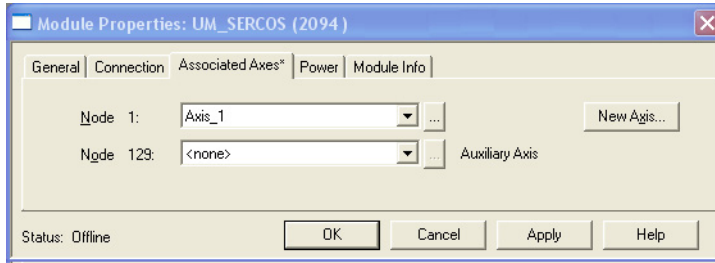 Module Properties: UM_SERCOS (2094 )
General Connection Associated Axes* Power Module Info
Node 1: Axis_1 ... New Axis...
Node 129: <none> ... Auxiliary Axis
Status: Offline OK Cancel Apply Help